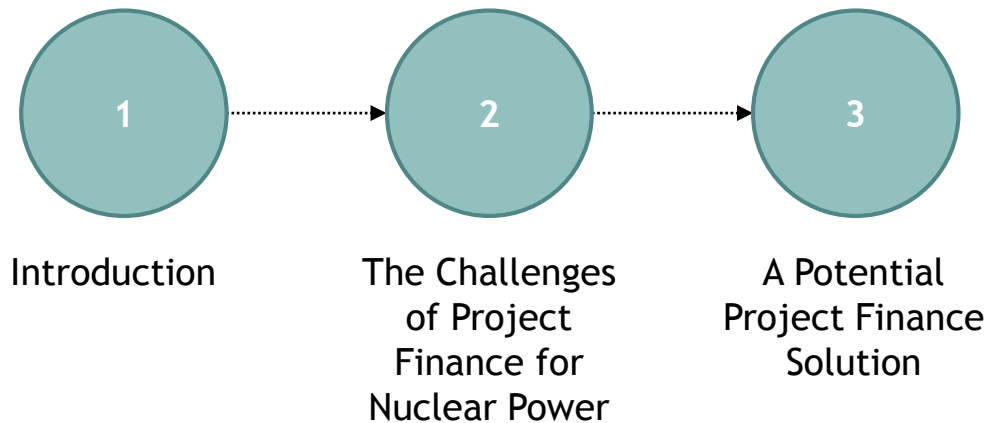 1
2
3
Introduction
The Challenges
of Project
Finance for
Nuclear Power
A Potential
Project Finance
Solution